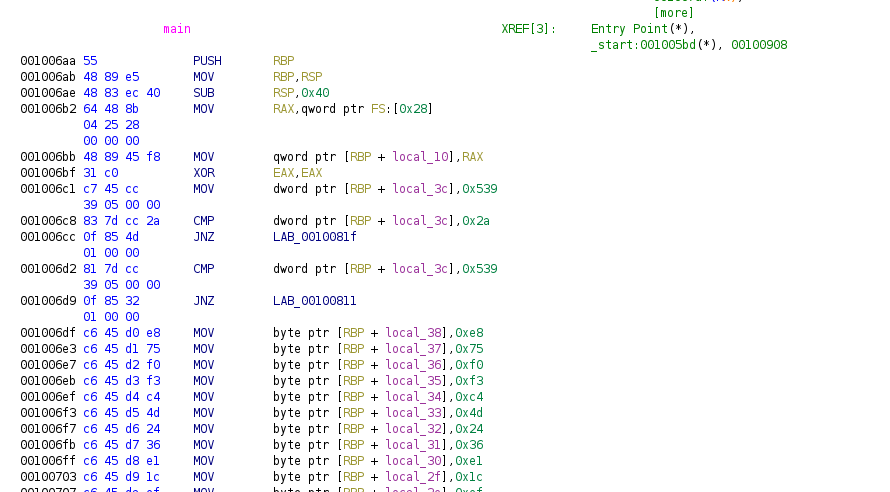 [more]
main XREF[3]: Entry Point(*),
_start:001005bd(*), 00100908
001006aa 55 PUSH RBP
001006ab 48 89 e5 MOV RBP,RSP
001006ae 48 83 ec 40 SUB RSP,0x40
001006b2 64 48 8b MOV RAX,qword ptr FS:[0x28]
04 25 28
00 00 00
001006bb 48 89 45 f8 MOV qword ptr [RBP + local_10],RAX
001006bf 31 c0 XOR EAX,EAX
001006c1 c7 45 cc MOV dword ptr [RBP + local_3c],0x539
39 05 00 00
001006c8 83 7d cc 2a CMP dword ptr [RBP + local_3c],0x2a
001006cc 0f 85 4d JNZ LAB_0010081f
01 00 00
001006d2 81 7d cc CMP dword ptr [RBP + local_3c],0x539
39 05 00 00
001006d9 0f 85 32 JNZ LAB_00100811
01 00 00
001006df c6 45 d0 e8 MOV byte ptr [RBP + local_38],0xe8
001006e3 c6 45 d1 75 MOV byte ptr [RBP + local_37],0x75
001006e7 c6 45 d2 f0 MOV byte ptr [RBP + local_36],0xf0
001006eb c6 45 d3 f3 MOV byte ptr [RBP + local_35],0xf3
001006ef c6 45 d4 c4 MOV byte ptr [RBP + local_34],0xc4
001006f3 c6 45 d5 4d MOV byte ptr [RBP + local_33],0x4d
001006f7 c6 45 d6 24 MOV byte ptr [RBP + local_32],0x24
001006fb c6 45 d7 36 MOV byte ptr [RBP + local_31],0x36
001006ff c6 45 d8 e1 MOV byte ptr [RBP + local_30],0xe1
00100703 c6 45 d9 1c MOV byte ptr [RBP + local_2f],0x1c